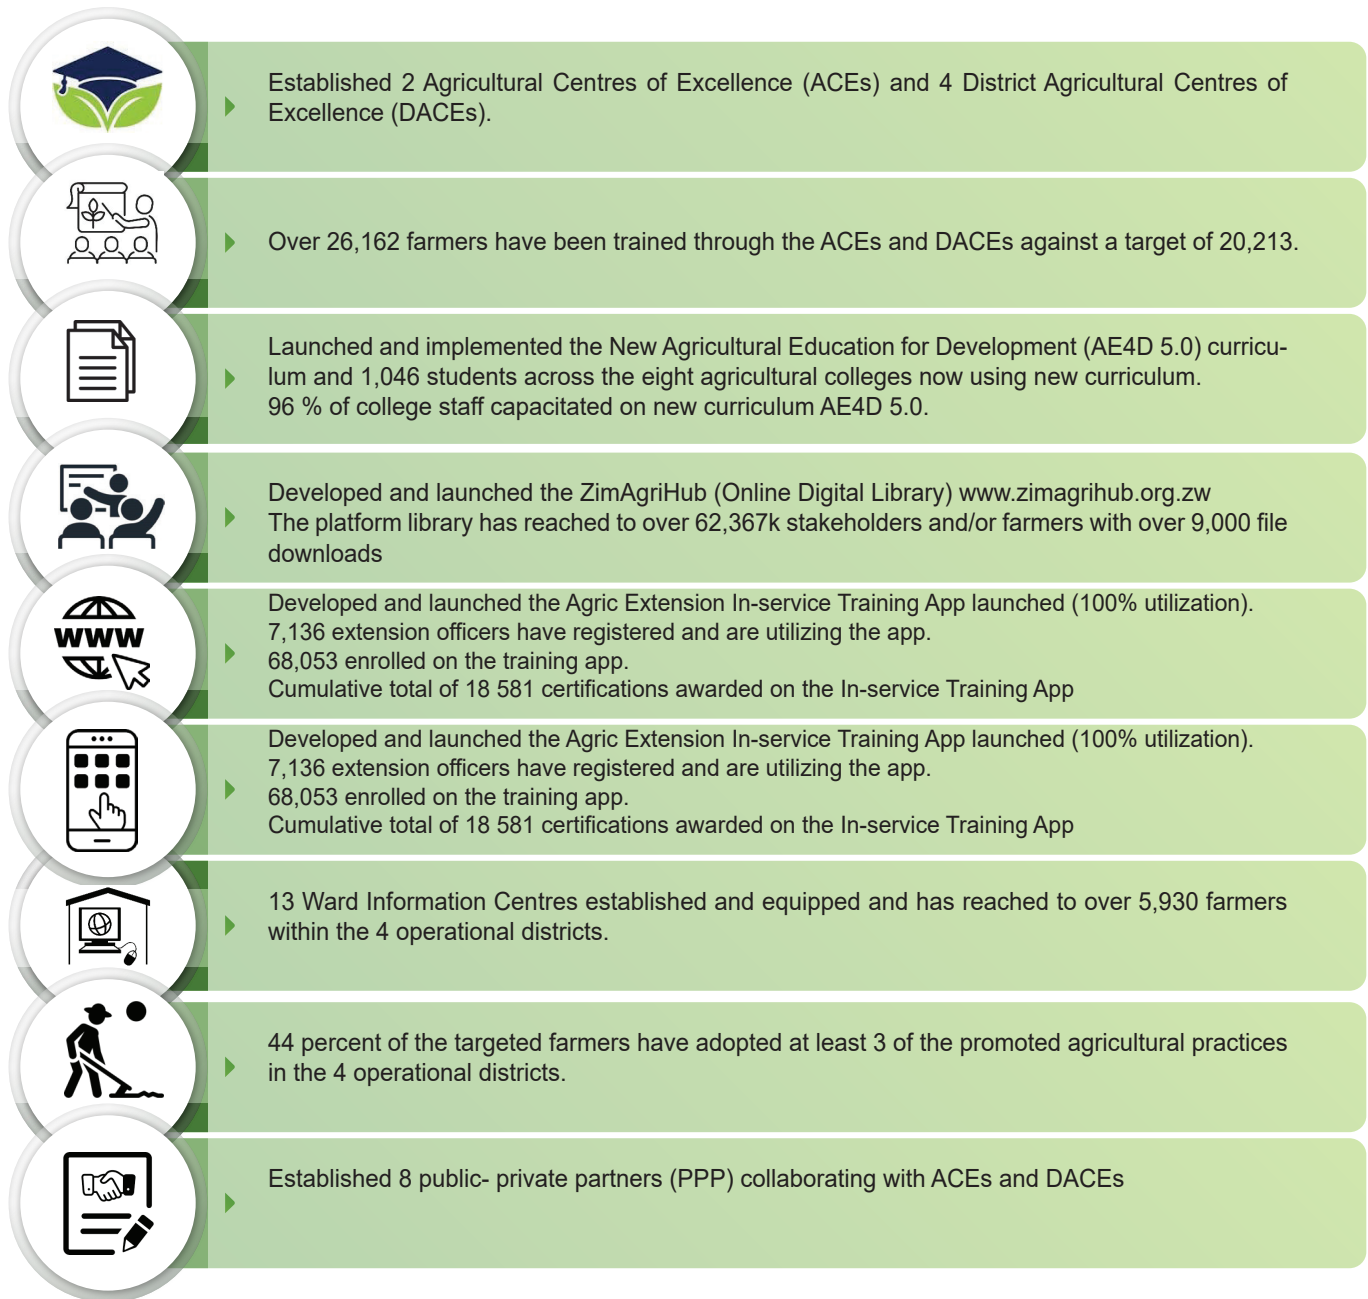 Established 2 Agricultural Centres of Excellence (ACEs) and 4 District Agricultural Centres of
Excellence (DACEs).
Over 26,162 farmers have been trained through the ACEs and DACEs against a target of 20,213.
Launched and implemented the New Agricultural Education for Development (AE4D 5.0) curricu-
lum and 1,046 students across the eight agricultural colleges now using new curriculum.
96 % of college staff capacitated on new curriculum AE4D 5.0.
Developed and launched the ZimAgriHub (Online Digital Library) www.zimagrihub.org.zw
The platform library has reached to over 62,367k stakeholders and/or farmers with over 9,000 file
downloads
WWW
Developed and launched the Agric Extension In-service Training App launched (100% utilization).
7,136 extension officers have registered and are utilizing the app.
68,053 enrolled on the training app.
Cumulative total of 18 581 certifications awarded on the In-service Training App
Developed and launched the Agric Extension In-service Training App launched (100% utilization).
7,136 extension officers have registered and are utilizing the app.
68,053 enrolled on the training app.
Cumulative total of 18 581 certifications awarded on the In-service Training App
13 Ward Information Centres established and equipped and has reached to over 5,930 farmers
within the 4 operational districts.
44 percent of the targeted farmers have adopted at least 3 of the promoted agricultural practices
in the 4 operational districts.
Established 8 public- private partners (PPP) collaborating with ACEs and DACEs